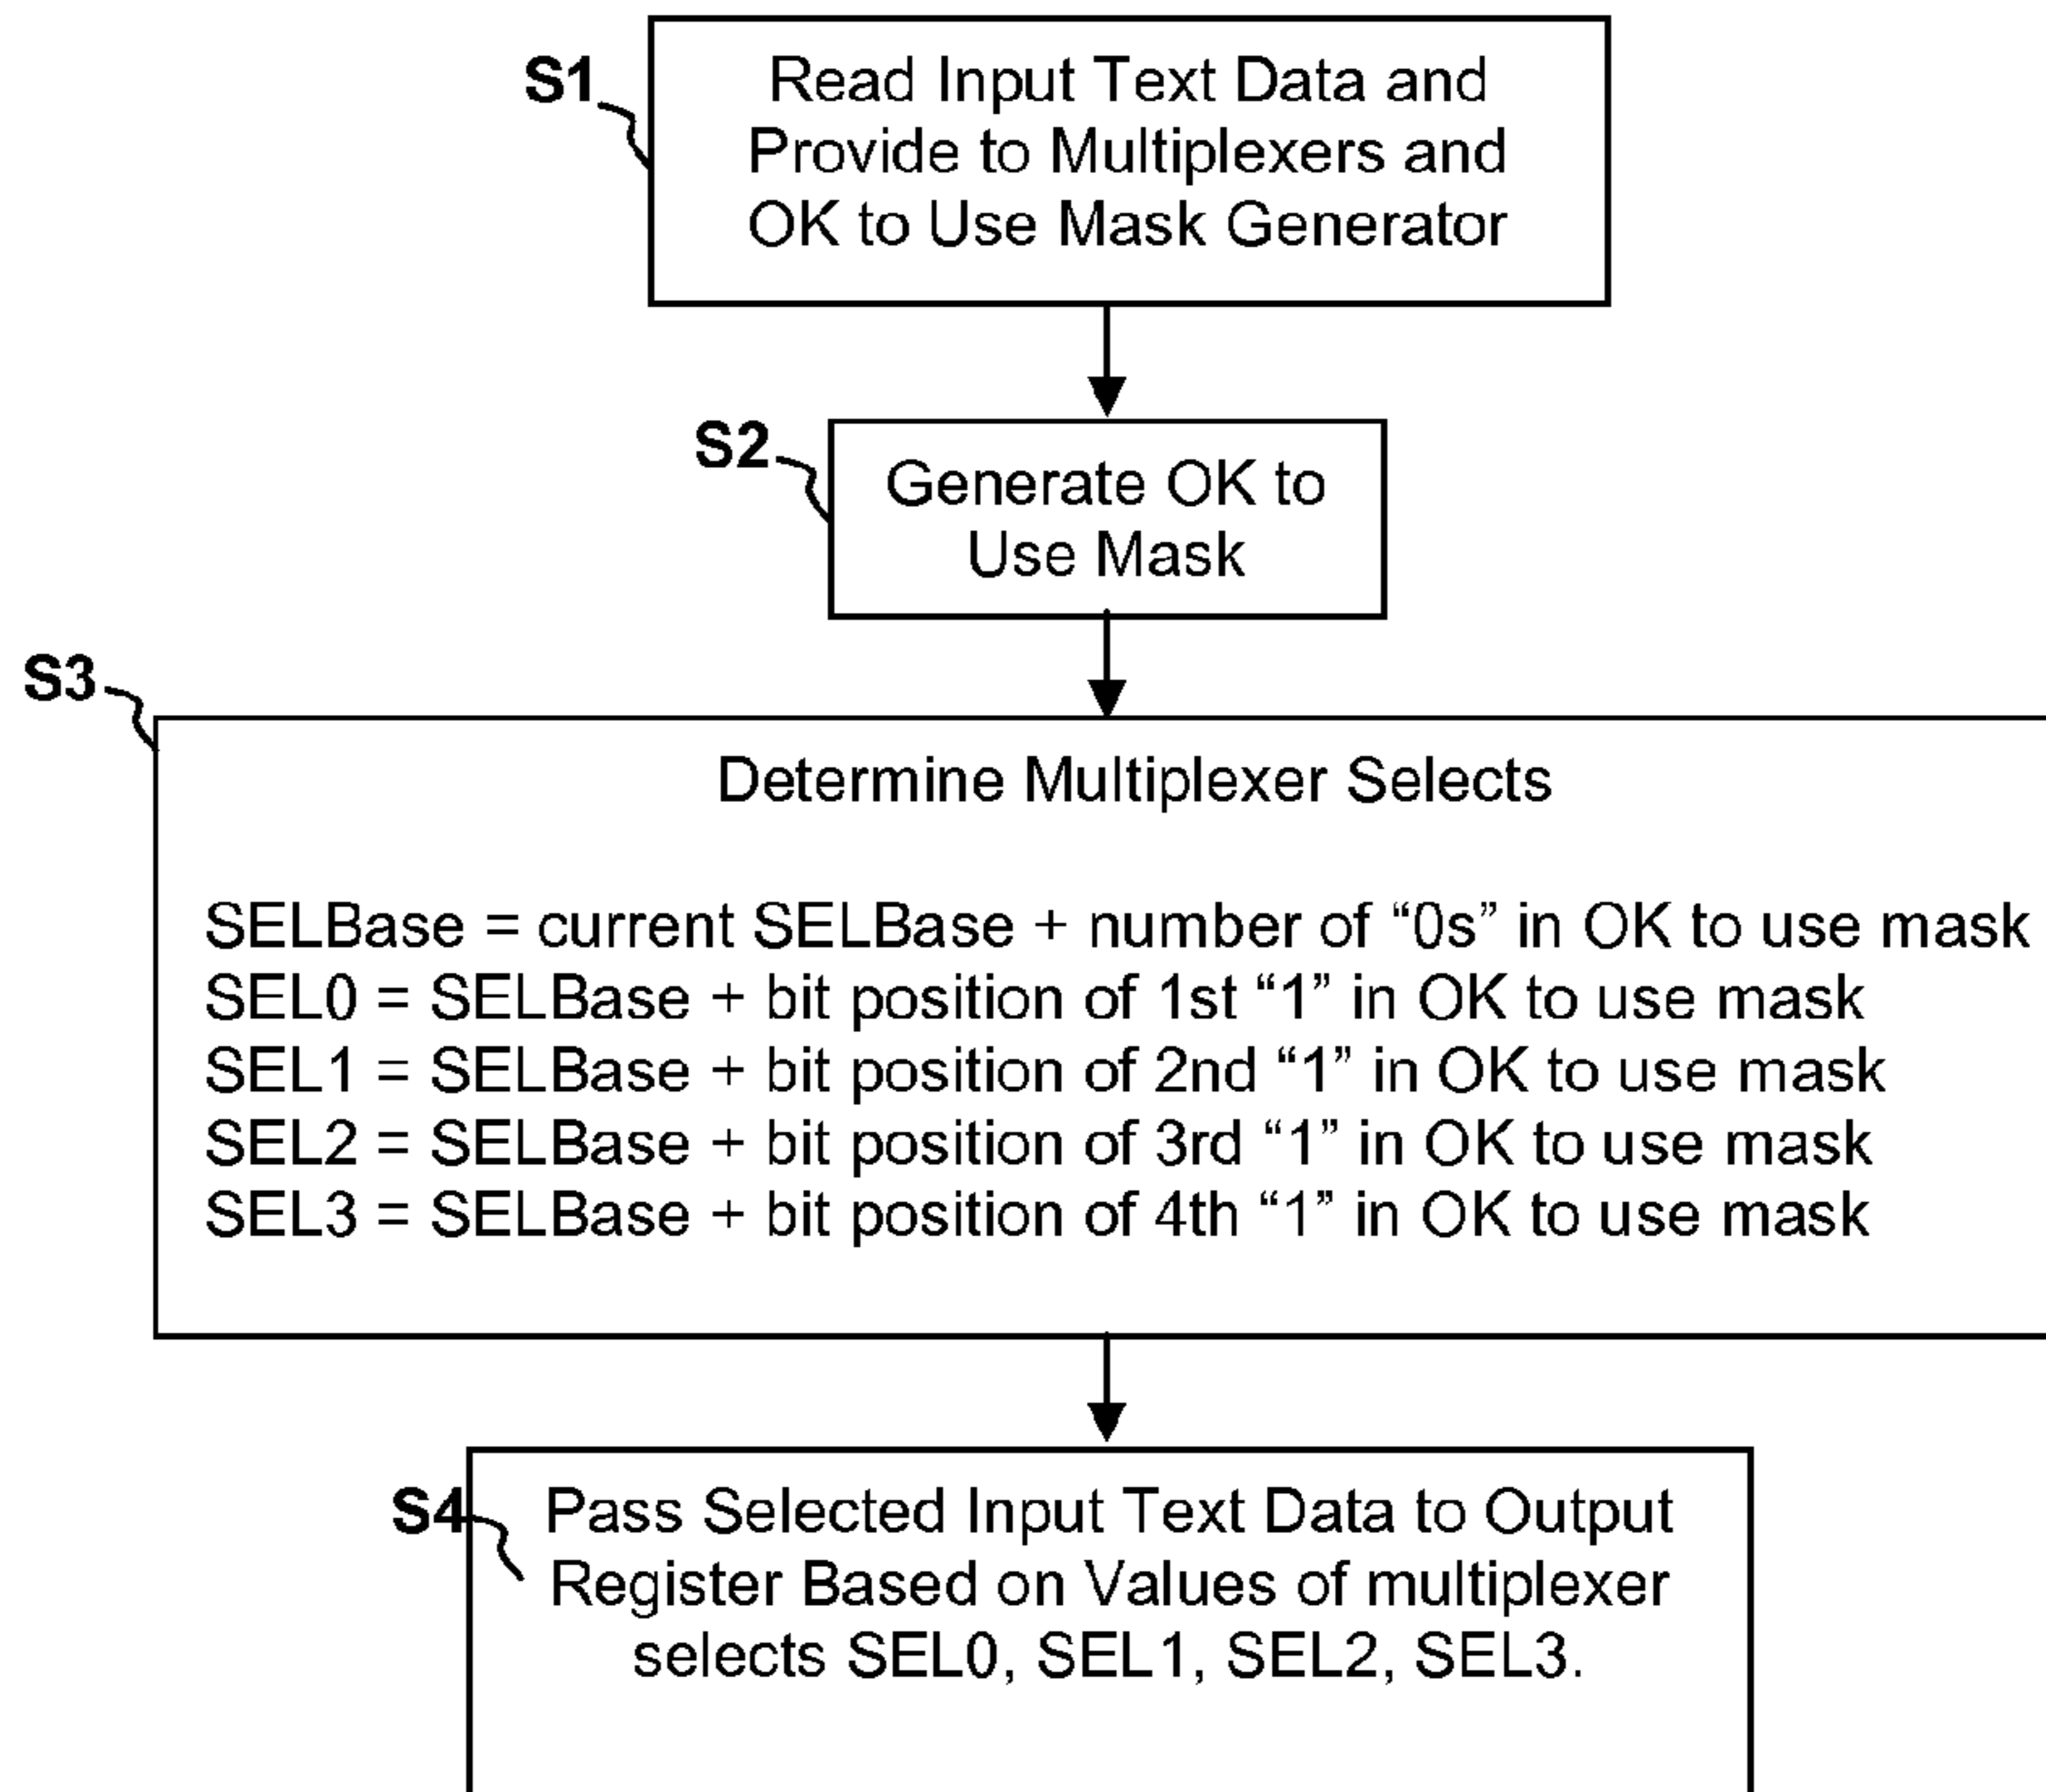 S1
Read Input Text Data and
Provide to Multiplexers and
OK to Use Mask Generator
S2
Generate OK to
Use Mask
S3
Determine Multiplexer Selects
SELBase = current SELBase + number of “0s” in OK to use mask
SEL0 = SELBase + bit position of 1st “1” in OK to use mask
SEL1 = SELBase + bit position of 2nd “1” in OK to use mask
SEL2 = SELBase + bit position of 3rd “1” in OK to use mask
SEL3 = SELBase + bit position of 4th “1” in OK to use mask
S4
Pass Selected Input Text Data to Output
Register Based on Values of multiplexer
selects SEL0, SEL1, SEL2, SEL3.